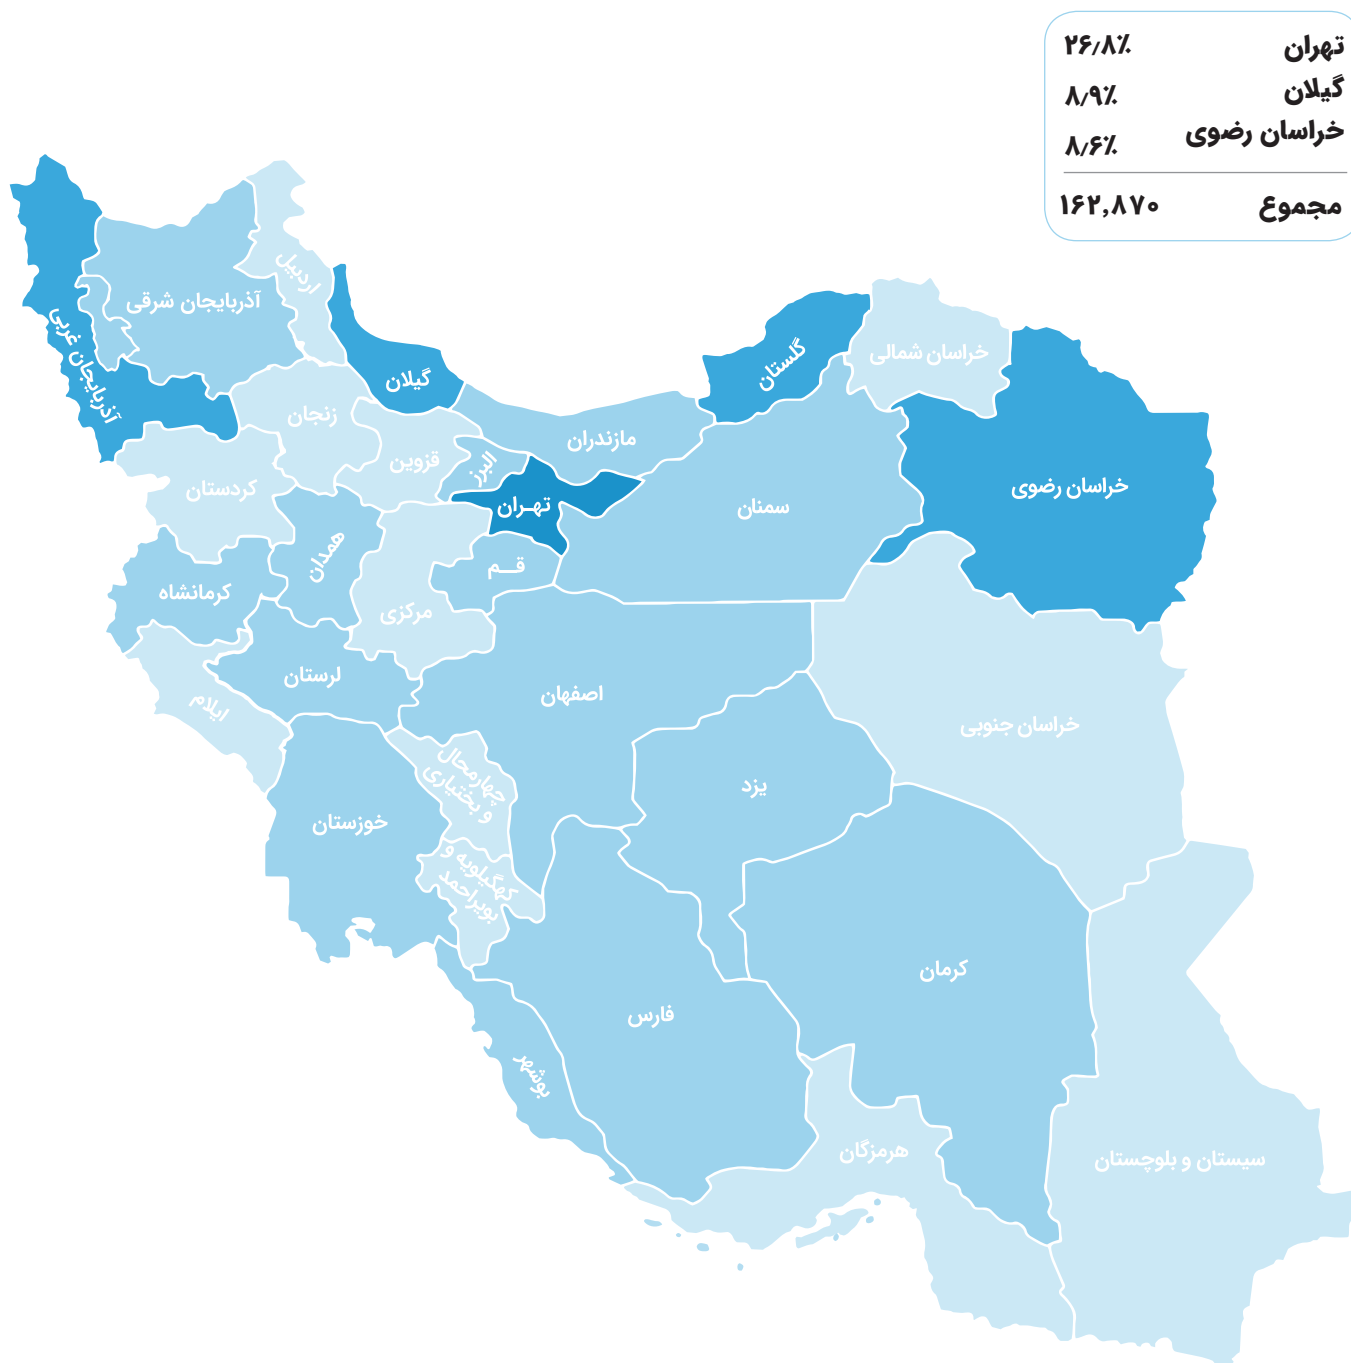 تهران ۲۶٫۸٪
گیلان ۸٫۹٪
خراسان رضوی ۸٫۶٪
مجموع ۱۶۲,۸۷۰
اردبیل
آذربایجان شرقی
آذربایجان غربی
گیلان
گلستان
خراسان شمالی
زنجان
مازندران
قزوین
البرز
کردستان
تهـران
سمنان
خراسان رضوی
همدان
قــم
کرمانشاه
مرکزی
لرستان
اصفهان
ایلام
خراسان جنوبی
چهارمحال
و بختیاری
یزد
خوزستان
کهگیلویه و
بویراحمد
کرمان
فارس
بوشهر
هرمزگان
سیستان و بلوچستان